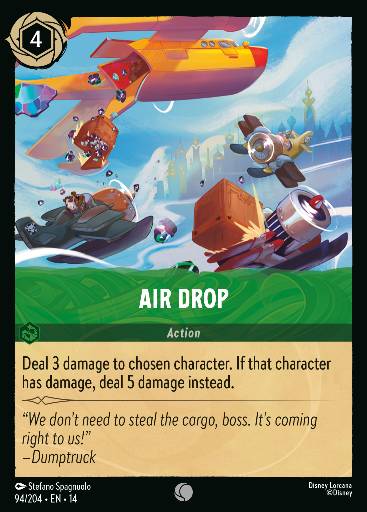 4
AIR DROP
Action
Deal 3 damage to chosen character. If that character
has damage, deal 5 damage instead.
“We don’t need to steal the cargo, boss. It’s coming
right to us!”
–Dumptruck
Stefano Spagnuolo
Disney Lorcana
94/204 • EN • 14
©Disney